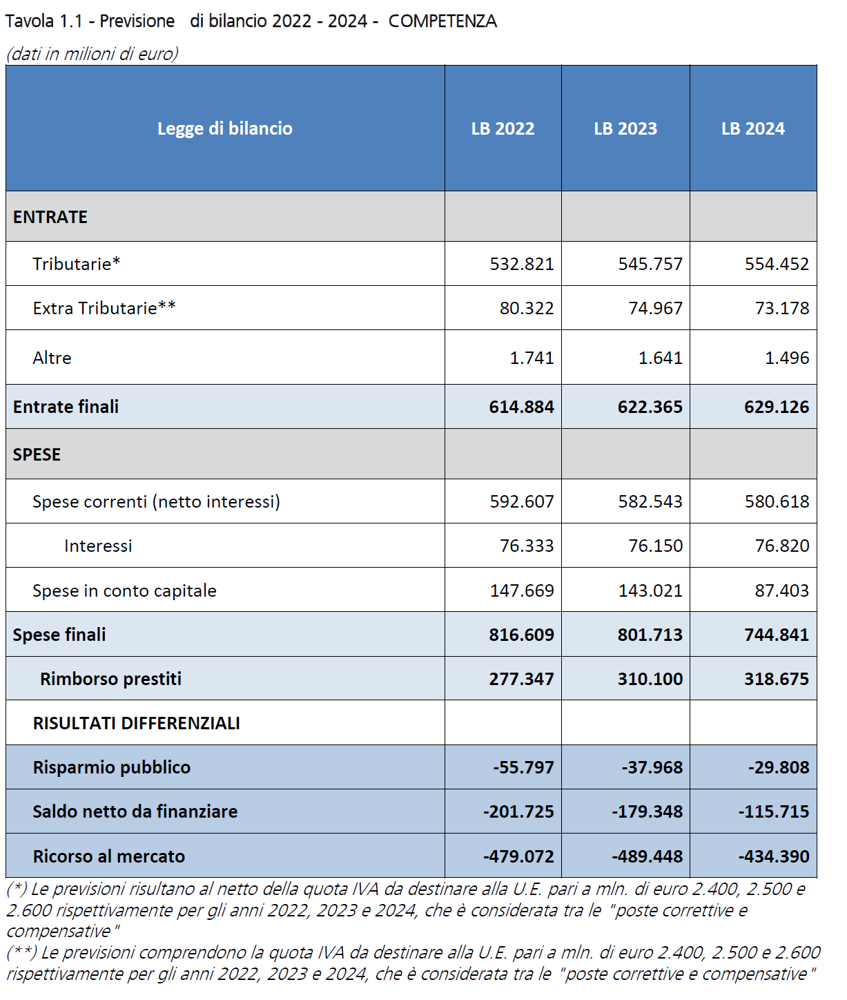 Tavola 1.1 - Previsione di bilancio 2022 - 2024 - COMPETENZA
(dati in milioni di euro)
Legge di bilancio LB 2022 LB 2023 LB 2024
ENTRATE
Tributarie* 532.821 545.757 554.452
Extra Tributarie** 80.322 74.967 73.178
Altre 1.741 1.641 1.496
Entrate finali 614.884 622.365 629.126
SPESE
Spese correnti (netto interessi) 592.607 582.543 580.618
Interessi 76.333 76.150 76.820
Spese in conto capitale 147.669 143.021 87.403
Spese finali 816.609 801.713 744.841
Rimborso prestiti 277.347 310.100 318.675
RISULTATI DIFFERENZIALI
Risparmio pubblico -55.797 -37.968 -29.808
Saldo netto da finanziare -201.725 -179.348 -115.715
Ricorso al mercato -479.072 -489.448 -434.390
(*) Le previsioni risultano al netto della quota IVA da destinare alla U.E. pari a mln. di euro 2.400, 2.500 e
2.600 rispettivamente per gli anni 2022, 2023 e 2024, che è considerata tra le "poste correttive e
compensative"
(**) Le previsioni comprendono la quota IVA da destinare alla U.E. pari a mln. di euro 2.400, 2.500 e 2.600
rispettivamente per gli anni 2022, 2023 e 2024, che è considerata tra le "poste correttive e compensative"